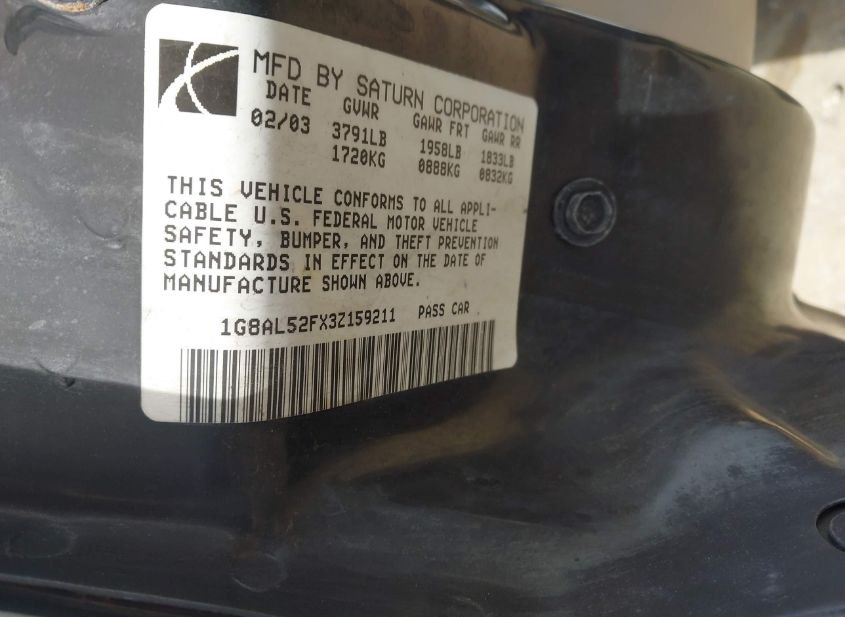 MFD BY SATURN CORPORATION
DATE GVWR GAWR FRT GAWR RR
02/03 3791LB 1958LB 1833LB
1720KG 0888KG 0832KG
THIS VEHICLE CONFORMS TO ALL APPLI-
CABLE U.S. FEDERAL MOTOR VEHICLE
SAFETY, BUMPER, AND THEFT PREVENTION
STANDARDS IN EFFECT ON THE DATE OF
MANUFACTURE SHOWN ABOVE.
1G8AL52FX3Z159211 PASS CAR